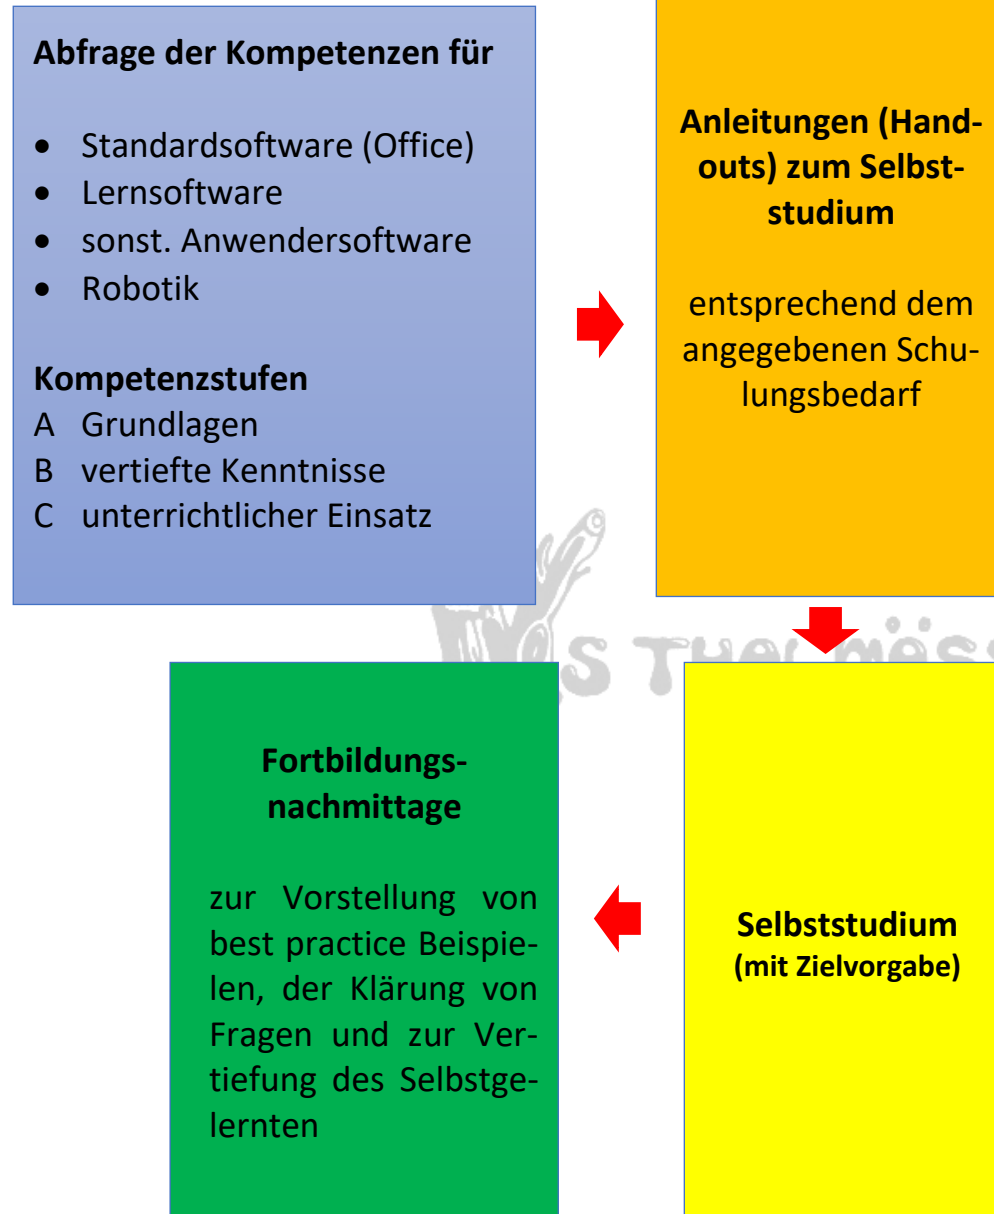 Abfrage der Kompetenzen für
• Standardsoftware (Office)
• Lernsoftware
• sonst. Anwendersoftware
• Robotik
Kompetenzstufen
A Grundlagen
B vertiefte Kenntnisse
C unterrichtlicher Einsatz
Anleitungen (Hand-
outs) zum Selbst-
studium
entsprechend dem
angegebenen Schu-
lungsbedarf
Selbststudium
(mit Zielvorgabe)
Fortbildungs-
nachmittage
zur Vorstellung von
best practice Beispie-
len, der Klärung von
Fragen und zur Ver-
tiefung des Selbstge-
lernten